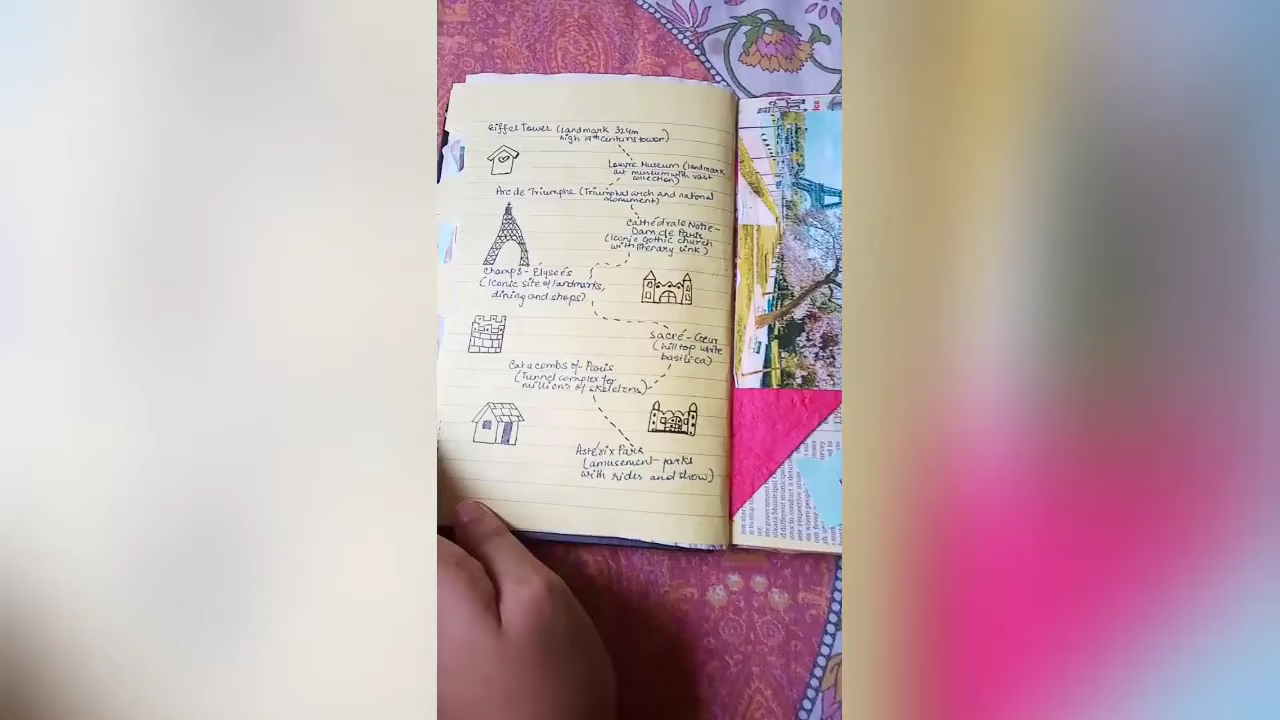 Eiffel Tower (landmark 324m
high 19th century tower)
Louvre Museum (landmark
art museum with vast
collection)
Arc de Triumphe (Triumphal arch and national
monument)
Cathédrale Notre-
Dam de Paris
(Iconic Gothic church
with literary link)
Champs-Élyseés
(Iconic site of landmarks,
dining and shops)
Sacré-Cœur
(hilltop white
basilica)
Catacombs of Paris
(Tunnel complex for
millions of skeletons)
Astérix Park
(amusement parks
with rides and show)